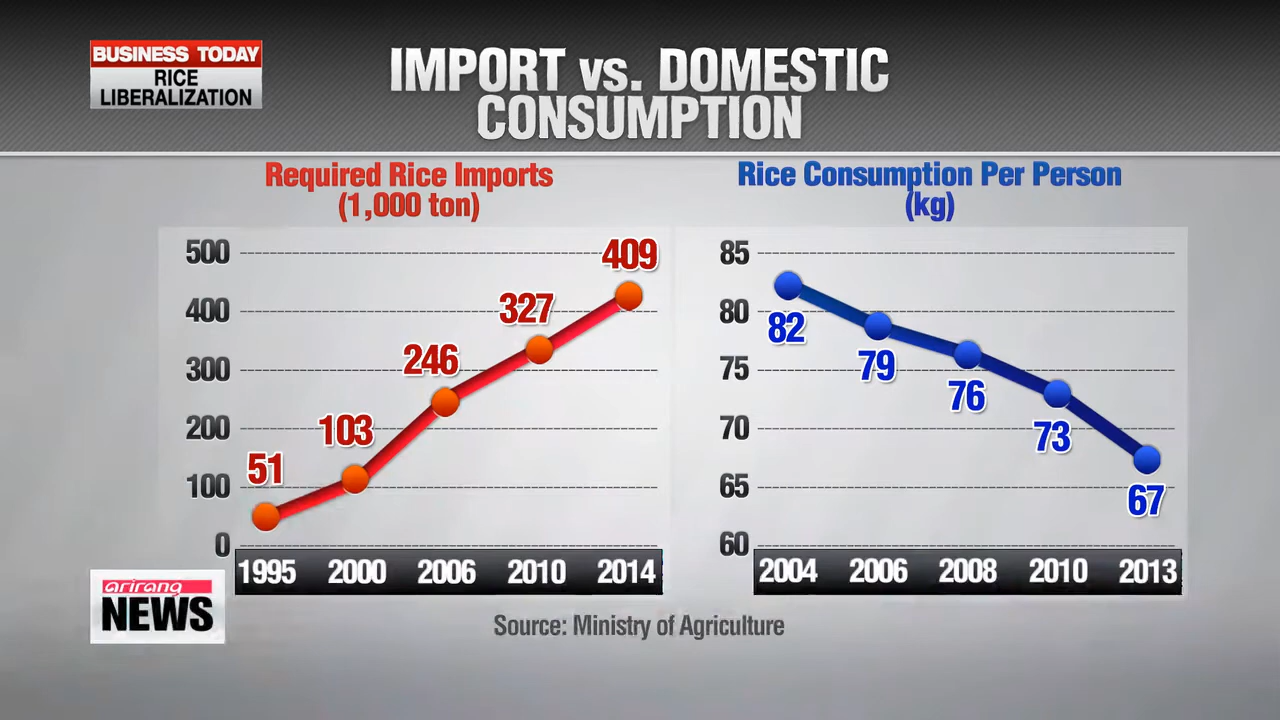 BUSINESS TODAY
RICE
LIBERALIZATION
IMPORT vs. DOMESTIC
CONSUMPTION
Required Rice Imports
(1,000 ton)
500
400
300
200
100
0
51
103
246
327
409
1995 2000 2006 2010 2014
Rice Consumption Per Person
(kg)
85
80
75
70
65
60
82
79
76
73
67
2004 2006 2008 2010 2013
arirang
NEWS
Source: Ministry of Agriculture